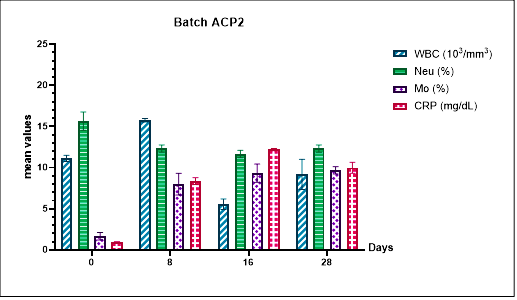 Batch ACP2
25
20
15
10
5
0
mean values
0 8 16 28
Days
WBC (10³/mm³)
Neu (%)
Mo (%)
CRP (mg/dL)